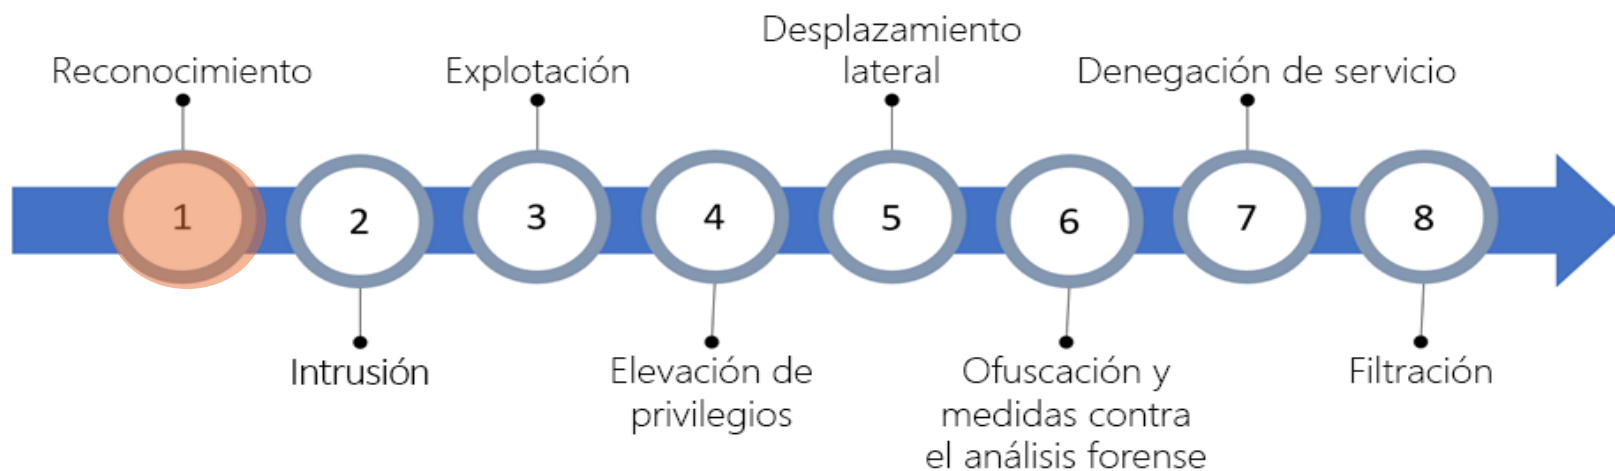 Reconocimiento
Explotación
Desplazamiento
lateral
Denegación de servicio
1
2
3
4
5
6
7
8
Intrusión
Elevación de
privilegios
Ofuscación y
medidas contra
el análisis forense
Filtración